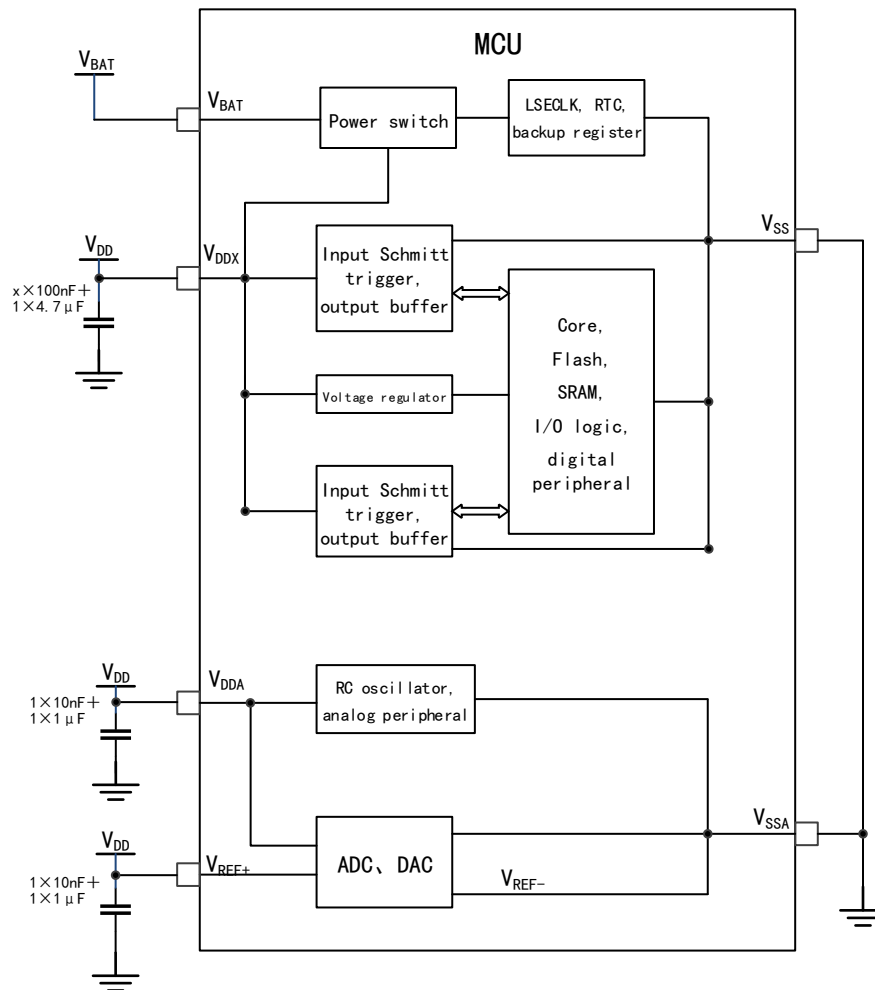 MCU
VBAT
VBAT
Power switch
LSECLK, RTC,
backup register
VDD
VDDX
x×100nF+
1×4.7μF
Input Schmitt
trigger,
output buffer
VSS
Core,
Flash,
SRAM,
I/O logic,
digital
peripheral
Voltage regulator
Input Schmitt
trigger,
output buffer
VDD
VDDA
1×10nF+
1×1μF
RC oscillator,
analog peripheral
VSSA
VDD
VREF+
1×10nF+
1×1μF
ADC、DAC
VREF-